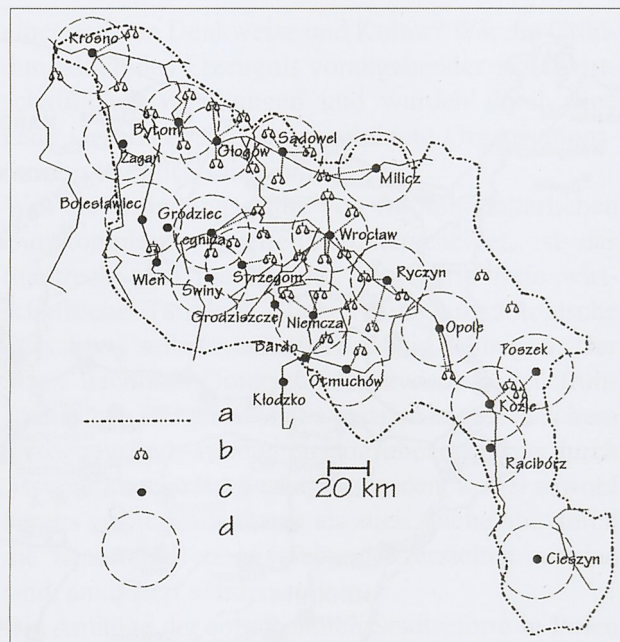 Krosno
Bytom
Głogów
Sądowel
Żagań
Milicz
Bolesławiec
Grodziec
Legnica
Wrocław
Wleń
Świny
Strzegom
Ryczyn
Grodziszcze
Niemcza
Opole
Bardo
Toszek
Otmuchów
Kłodzko
Koźle
a
b
Racibórz
c
20 km
d
Cieszyn